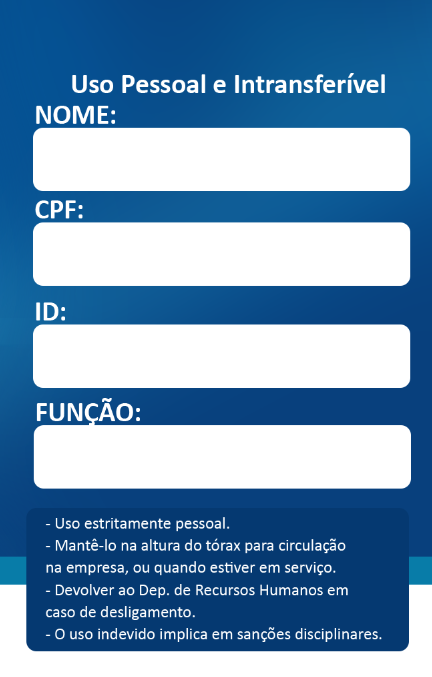 Uso Pessoal e Intransferível
NOME:
CPF:
ID:
FUNÇÃO:
- Uso estritamente pessoal.
- Mantê-lo na altura do tórax para circulação
na empresa, ou quando estiver em serviço.
- Devolver ao Dep. de Recursos Humanos em
caso de desligamento.
- O uso indevido implica em sanções disciplinares.